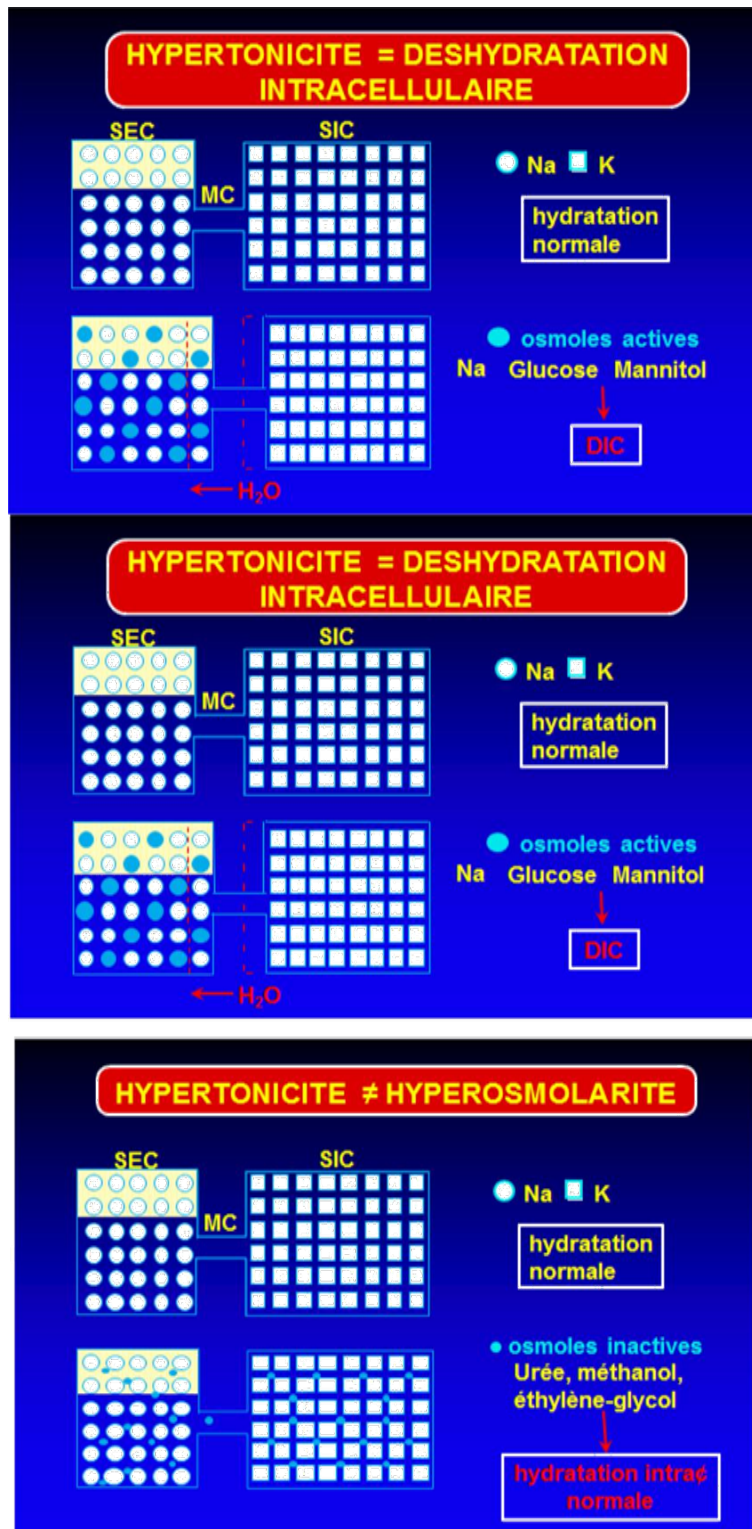 HYPERTONICITE = DESHYDRATATION
INTRACELLULAIRE
SEC
SIC
MC
Na K
hydratation
normale
osmoles actives
Na Glucose Mannitol
DIC
H₂O
HYPERTONICITE = DESHYDRATATION
INTRACELLULAIRE
SEC
SIC
MC
Na K
hydratation
normale
osmoles actives
Na Glucose Mannitol
DIC
H₂O
HYPERTONICITE ≠ HYPEROSMOLARITE
SEC
SIC
MC
Na K
hydratation
normale
osmoles inactives
Urée, méthanol,
éthylène-glycol
hydratation intra¢
normale